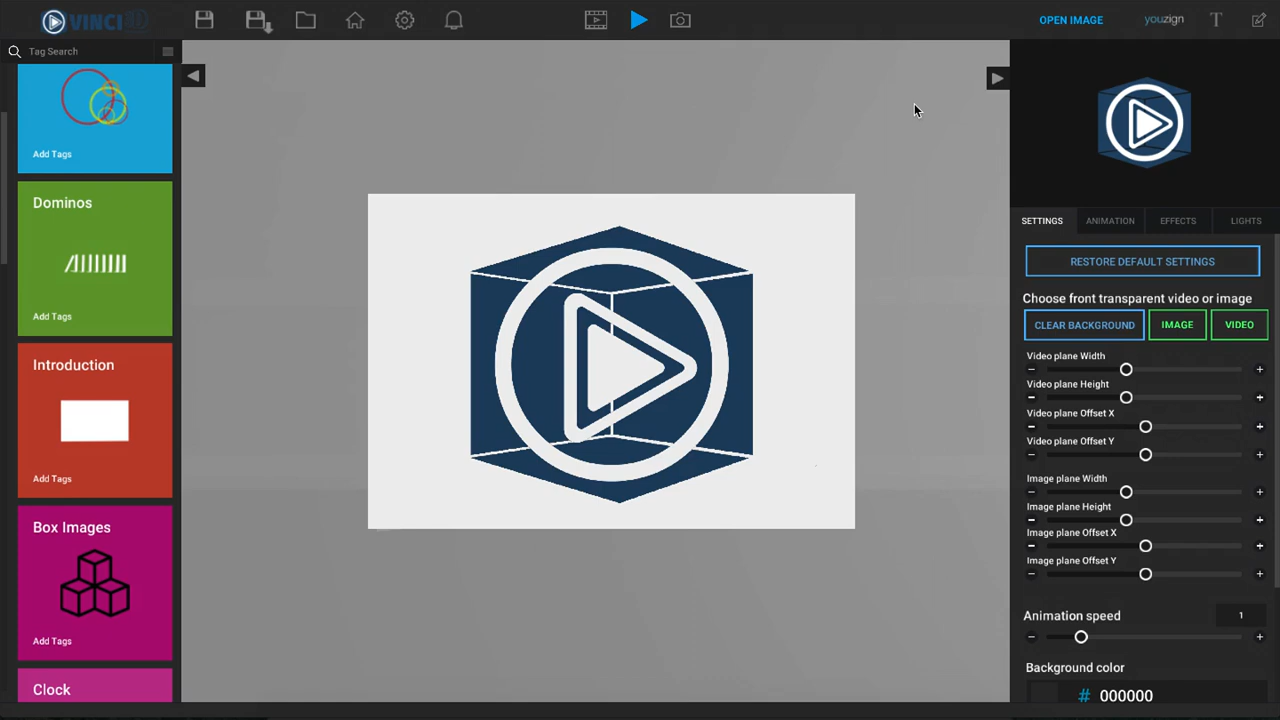 VINCI3D
OPEN IMAGE
youzign
T
Tag Search
Add Tags
Dominos
Add Tags
Introduction
Add Tags
Box Images
Add Tags
Clock
SETTINGS
ANIMATION
EFFECTS
LIGHTS
RESTORE DEFAULT SETTINGS
Choose front transparent video or image
CLEAR BACKGROUND
IMAGE
VIDEO
Video plane Width
Video plane Height
Video plane Offset X
Video plane Offset Y
Image plane Width
Image plane Height
Image plane Offset X
Image plane Offset Y
Animation speed
1
Background color
# 000000